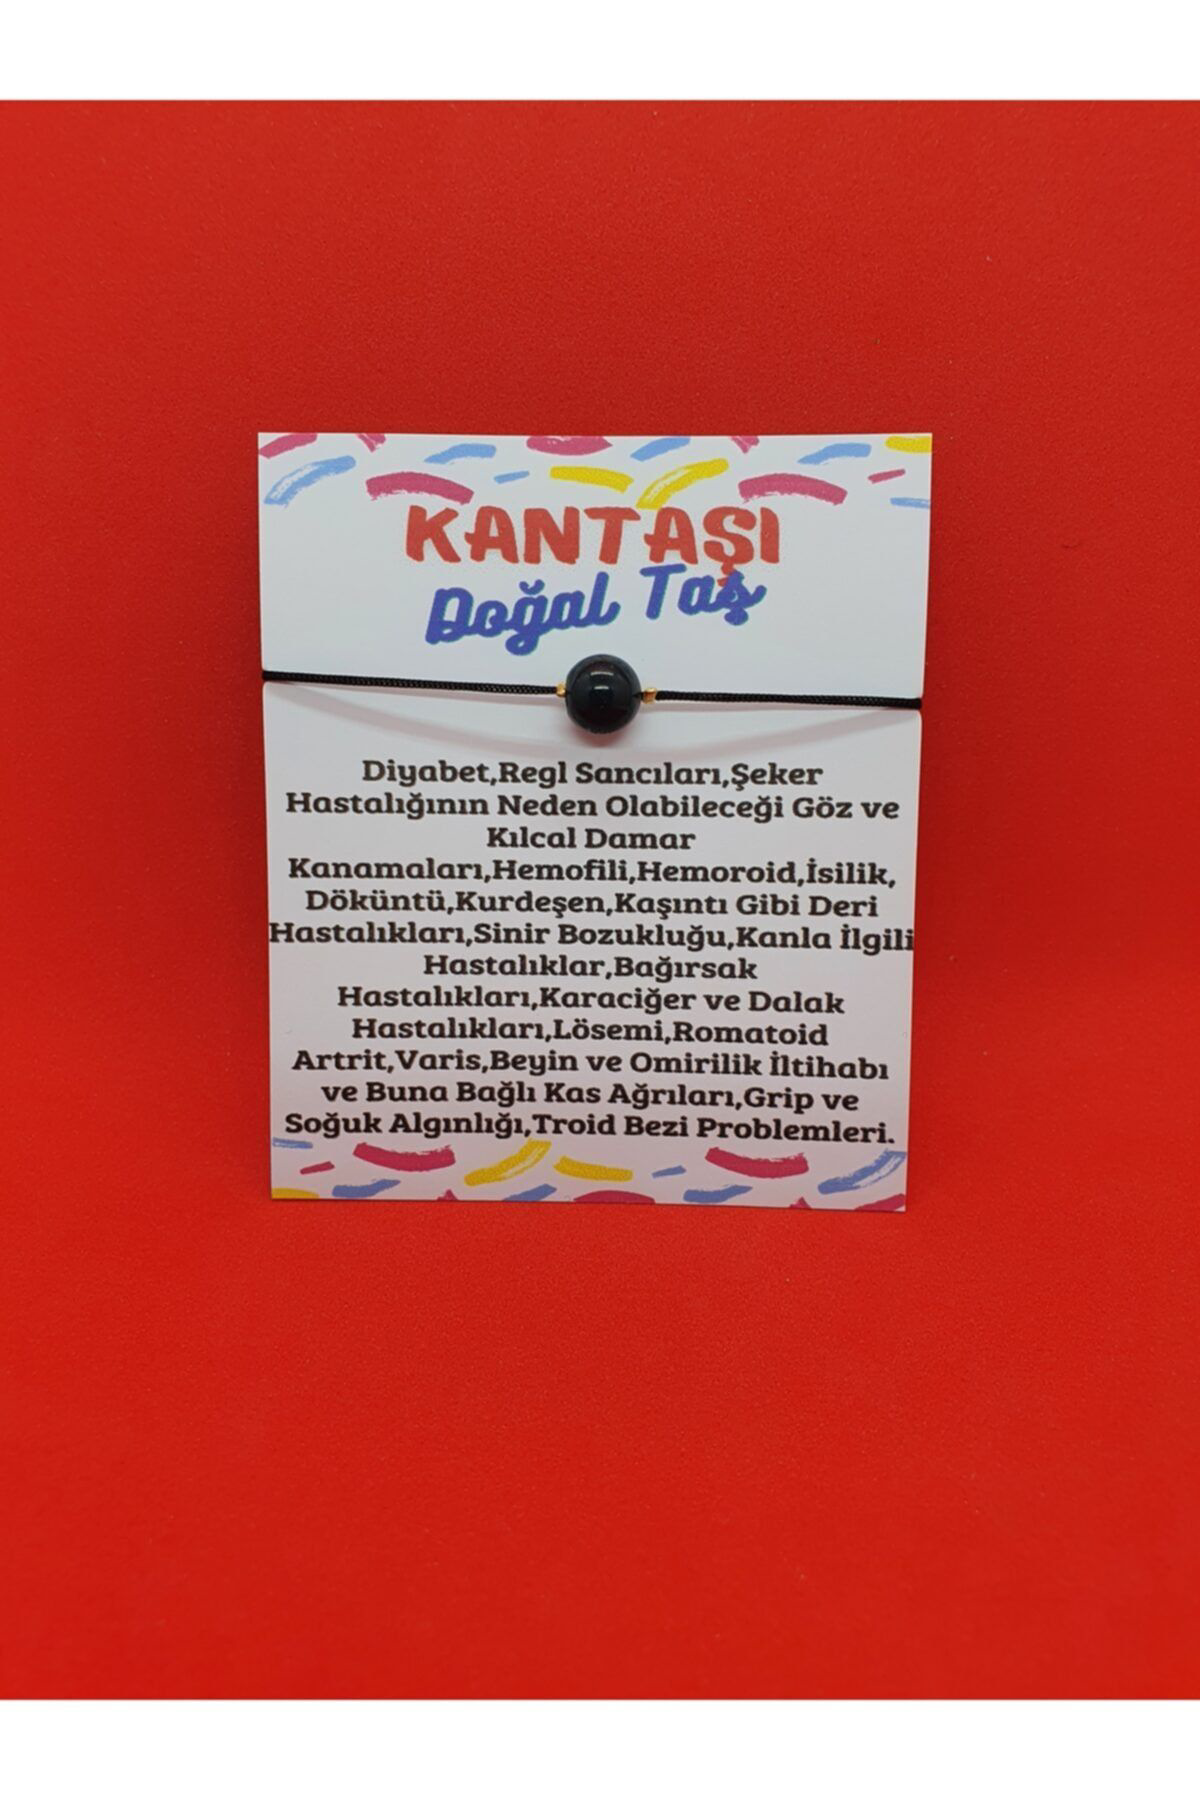 KANTAŞI
Doğal Taş
Diyabet,Regl Sancıları,Şeker
Hastalığının Neden Olabileceği Göz ve
Kılcal Damar
Kanamaları,Hemofili,Hemoroid,İsilik,
Döküntü,Kurdeşen,Kaşıntı Gibi Deri
Hastalıkları,Sinir Bozukluğu,Kanla İlgili
Hastalıklar,Bağırsak
Hastalıkları,Karaciğer ve Dalak
Hastalıkları,Lösemi,Romatoid
Artrit,Varis,Beyin ve Omirilik İltihabı
ve Buna Bağlı Kas Ağrıları,Grip ve
Soğuk Algınlığı,Troid Bezi Problemleri.